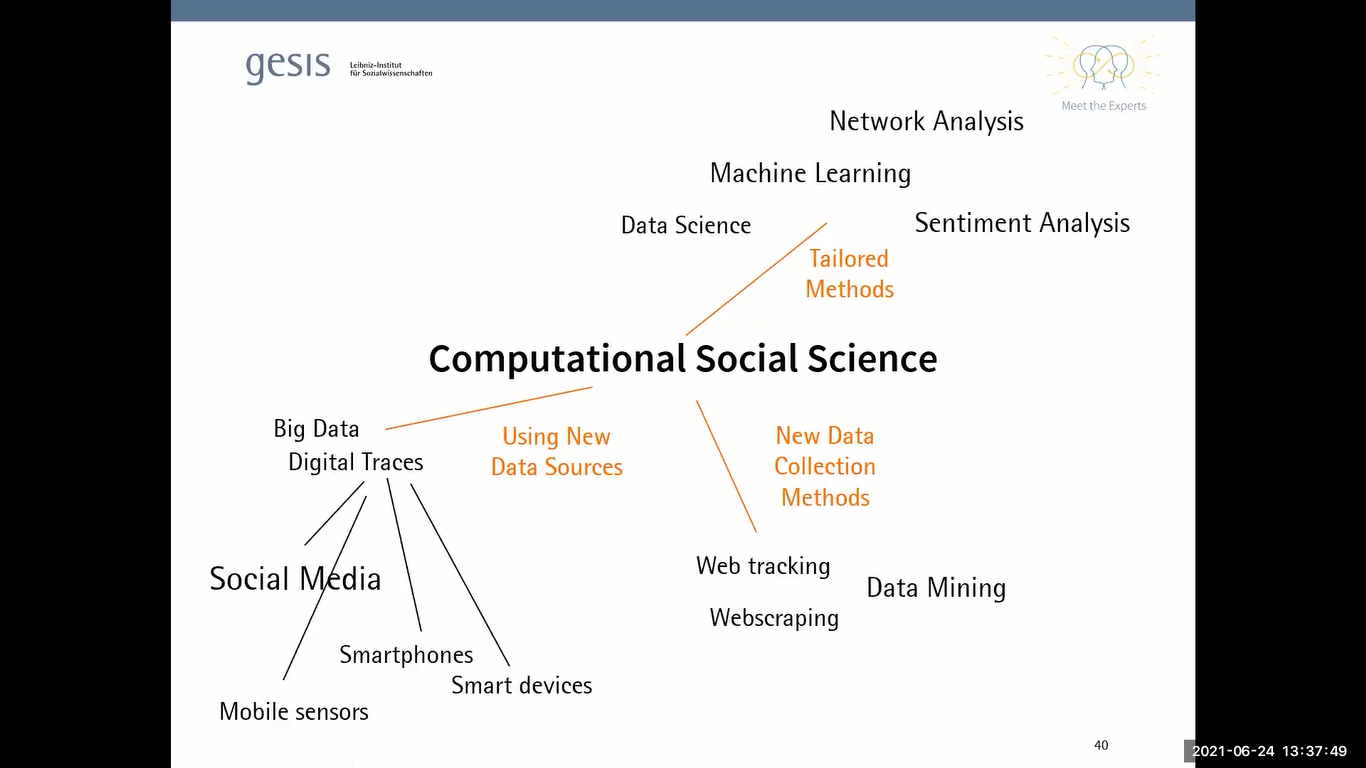 gesis
Leibniz-Institut
für Sozialwissenschaften
Meet the Experts
Network Analysis
Machine Learning
Data Science
Sentiment Analysis
Tailored
Methods
Computational Social Science
Big Data
Digital Traces
Using New
Data Sources
New Data
Collection
Methods
Social Media
Smartphones
Smart devices
Mobile sensors
Web tracking
Data Mining
Webscraping
40
2021-06-24 13:37:49